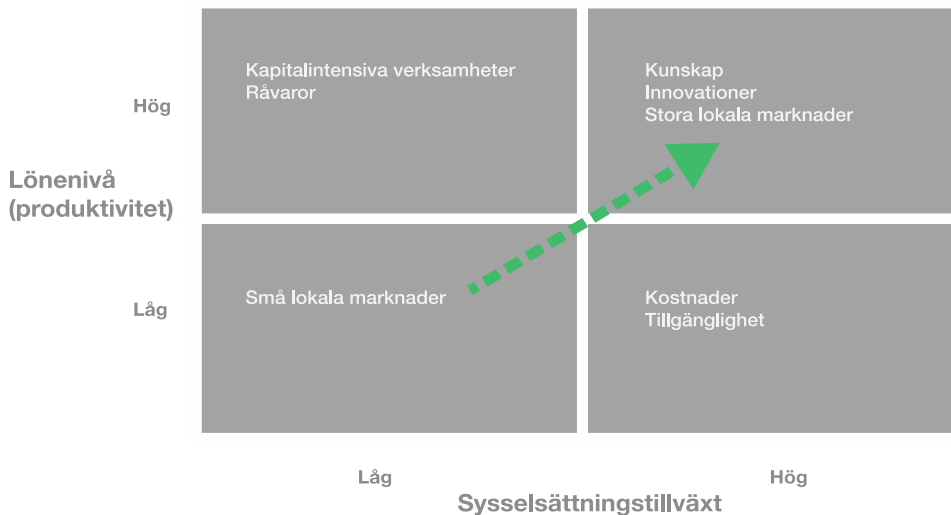 Kapitalintensiva verksamheter
Råvaror
Kunskap
Innovationer
Stora lokala marknader
Hög
Lönenivå
(produktivitet)
Små lokala marknader
Kostnader
Tillgänglighet
Låg
Låg
Hög
Sysselsättningstillväxt